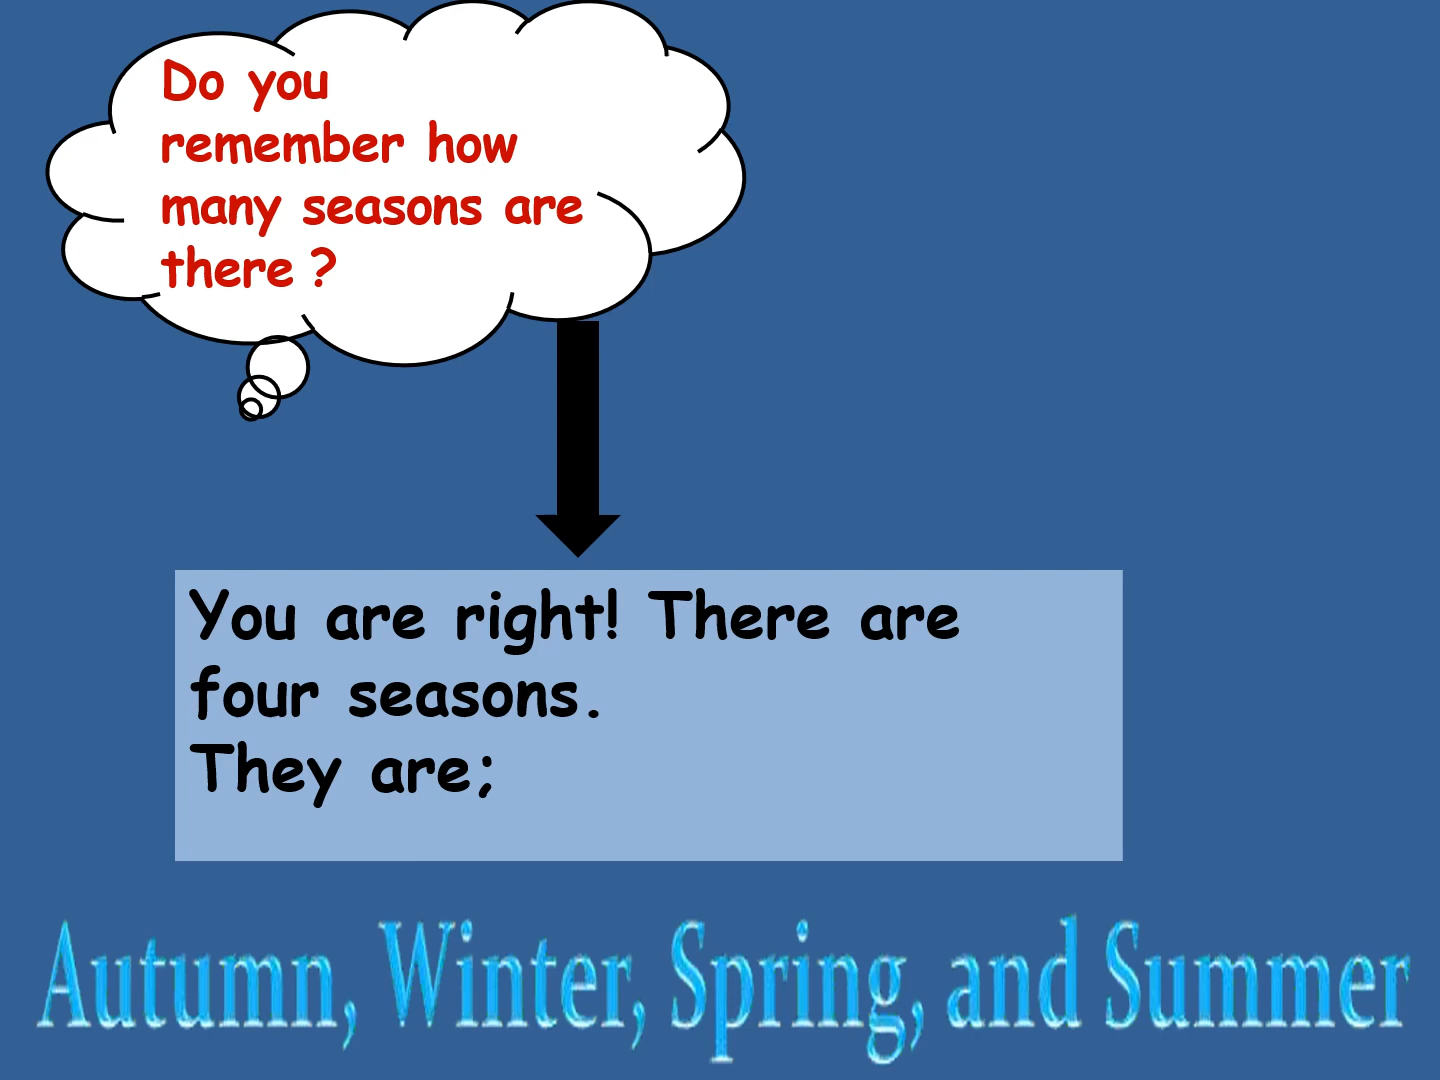 Do you
remember how
many seasons are
there ?
You are right! There are
four seasons.
They are;
Autumn, Winter, Spring, and Summer